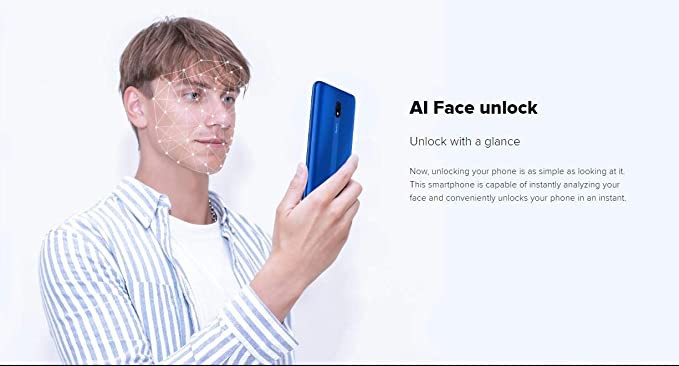 AI Face unlock
Unlock with a glance
Now, unlocking your phone is as simple as looking at it.
This smartphone is capable of instantly analyzing your
face and conveniently unlocks your phone in an instant.